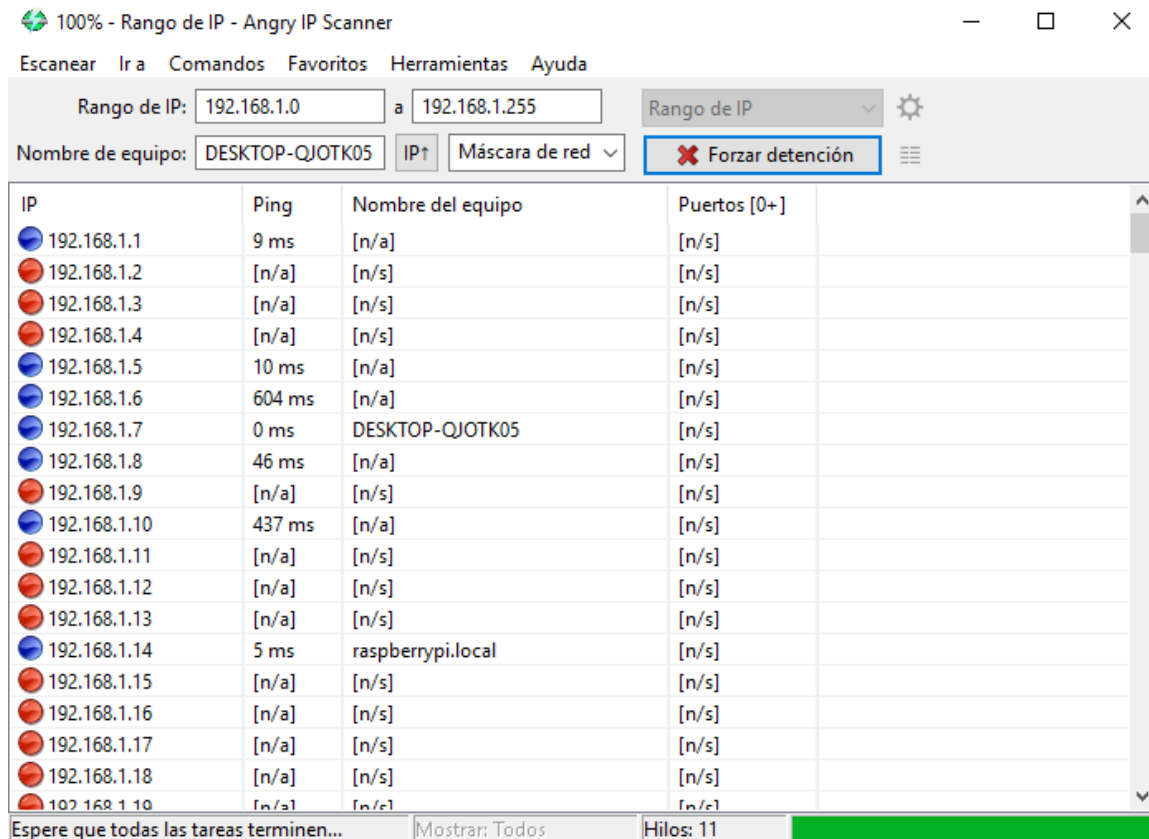 100% - Rango de IP - Angry IP Scanner
Escanear Ir a Comandos Favoritos Herramientas Ayuda
Rango de IP: 192.168.1.0 a 192.168.1.255 Rango de IP
Nombre de equipo: DESKTOP-QJOTK05 IP↑ Máscara de red Forzar detención
IP Ping Nombre del equipo Puertos [0+]
192.168.1.1 9 ms [n/a] [n/s]
192.168.1.2 [n/a] [n/s] [n/s]
192.168.1.3 [n/a] [n/s] [n/s]
192.168.1.4 [n/a] [n/s] [n/s]
192.168.1.5 10 ms [n/a] [n/s]
192.168.1.6 604 ms [n/a] [n/s]
192.168.1.7 0 ms DESKTOP-QJOTK05 [n/s]
192.168.1.8 46 ms [n/a] [n/s]
192.168.1.9 [n/a] [n/s] [n/s]
192.168.1.10 437 ms [n/a] [n/s]
192.168.1.11 [n/a] [n/s] [n/s]
192.168.1.12 [n/a] [n/s] [n/s]
192.168.1.13 [n/a] [n/s] [n/s]
192.168.1.14 5 ms raspberrypi.local [n/s]
192.168.1.15 [n/a] [n/s] [n/s]
192.168.1.16 [n/a] [n/s] [n/s]
192.168.1.17 [n/a] [n/s] [n/s]
192.168.1.18 [n/a] [n/s] [n/s]
192.168.1.19 [n/a] [n/s] [n/s]
Espere que todas las tareas terminen... Mostrar: Todos Hilos: 11